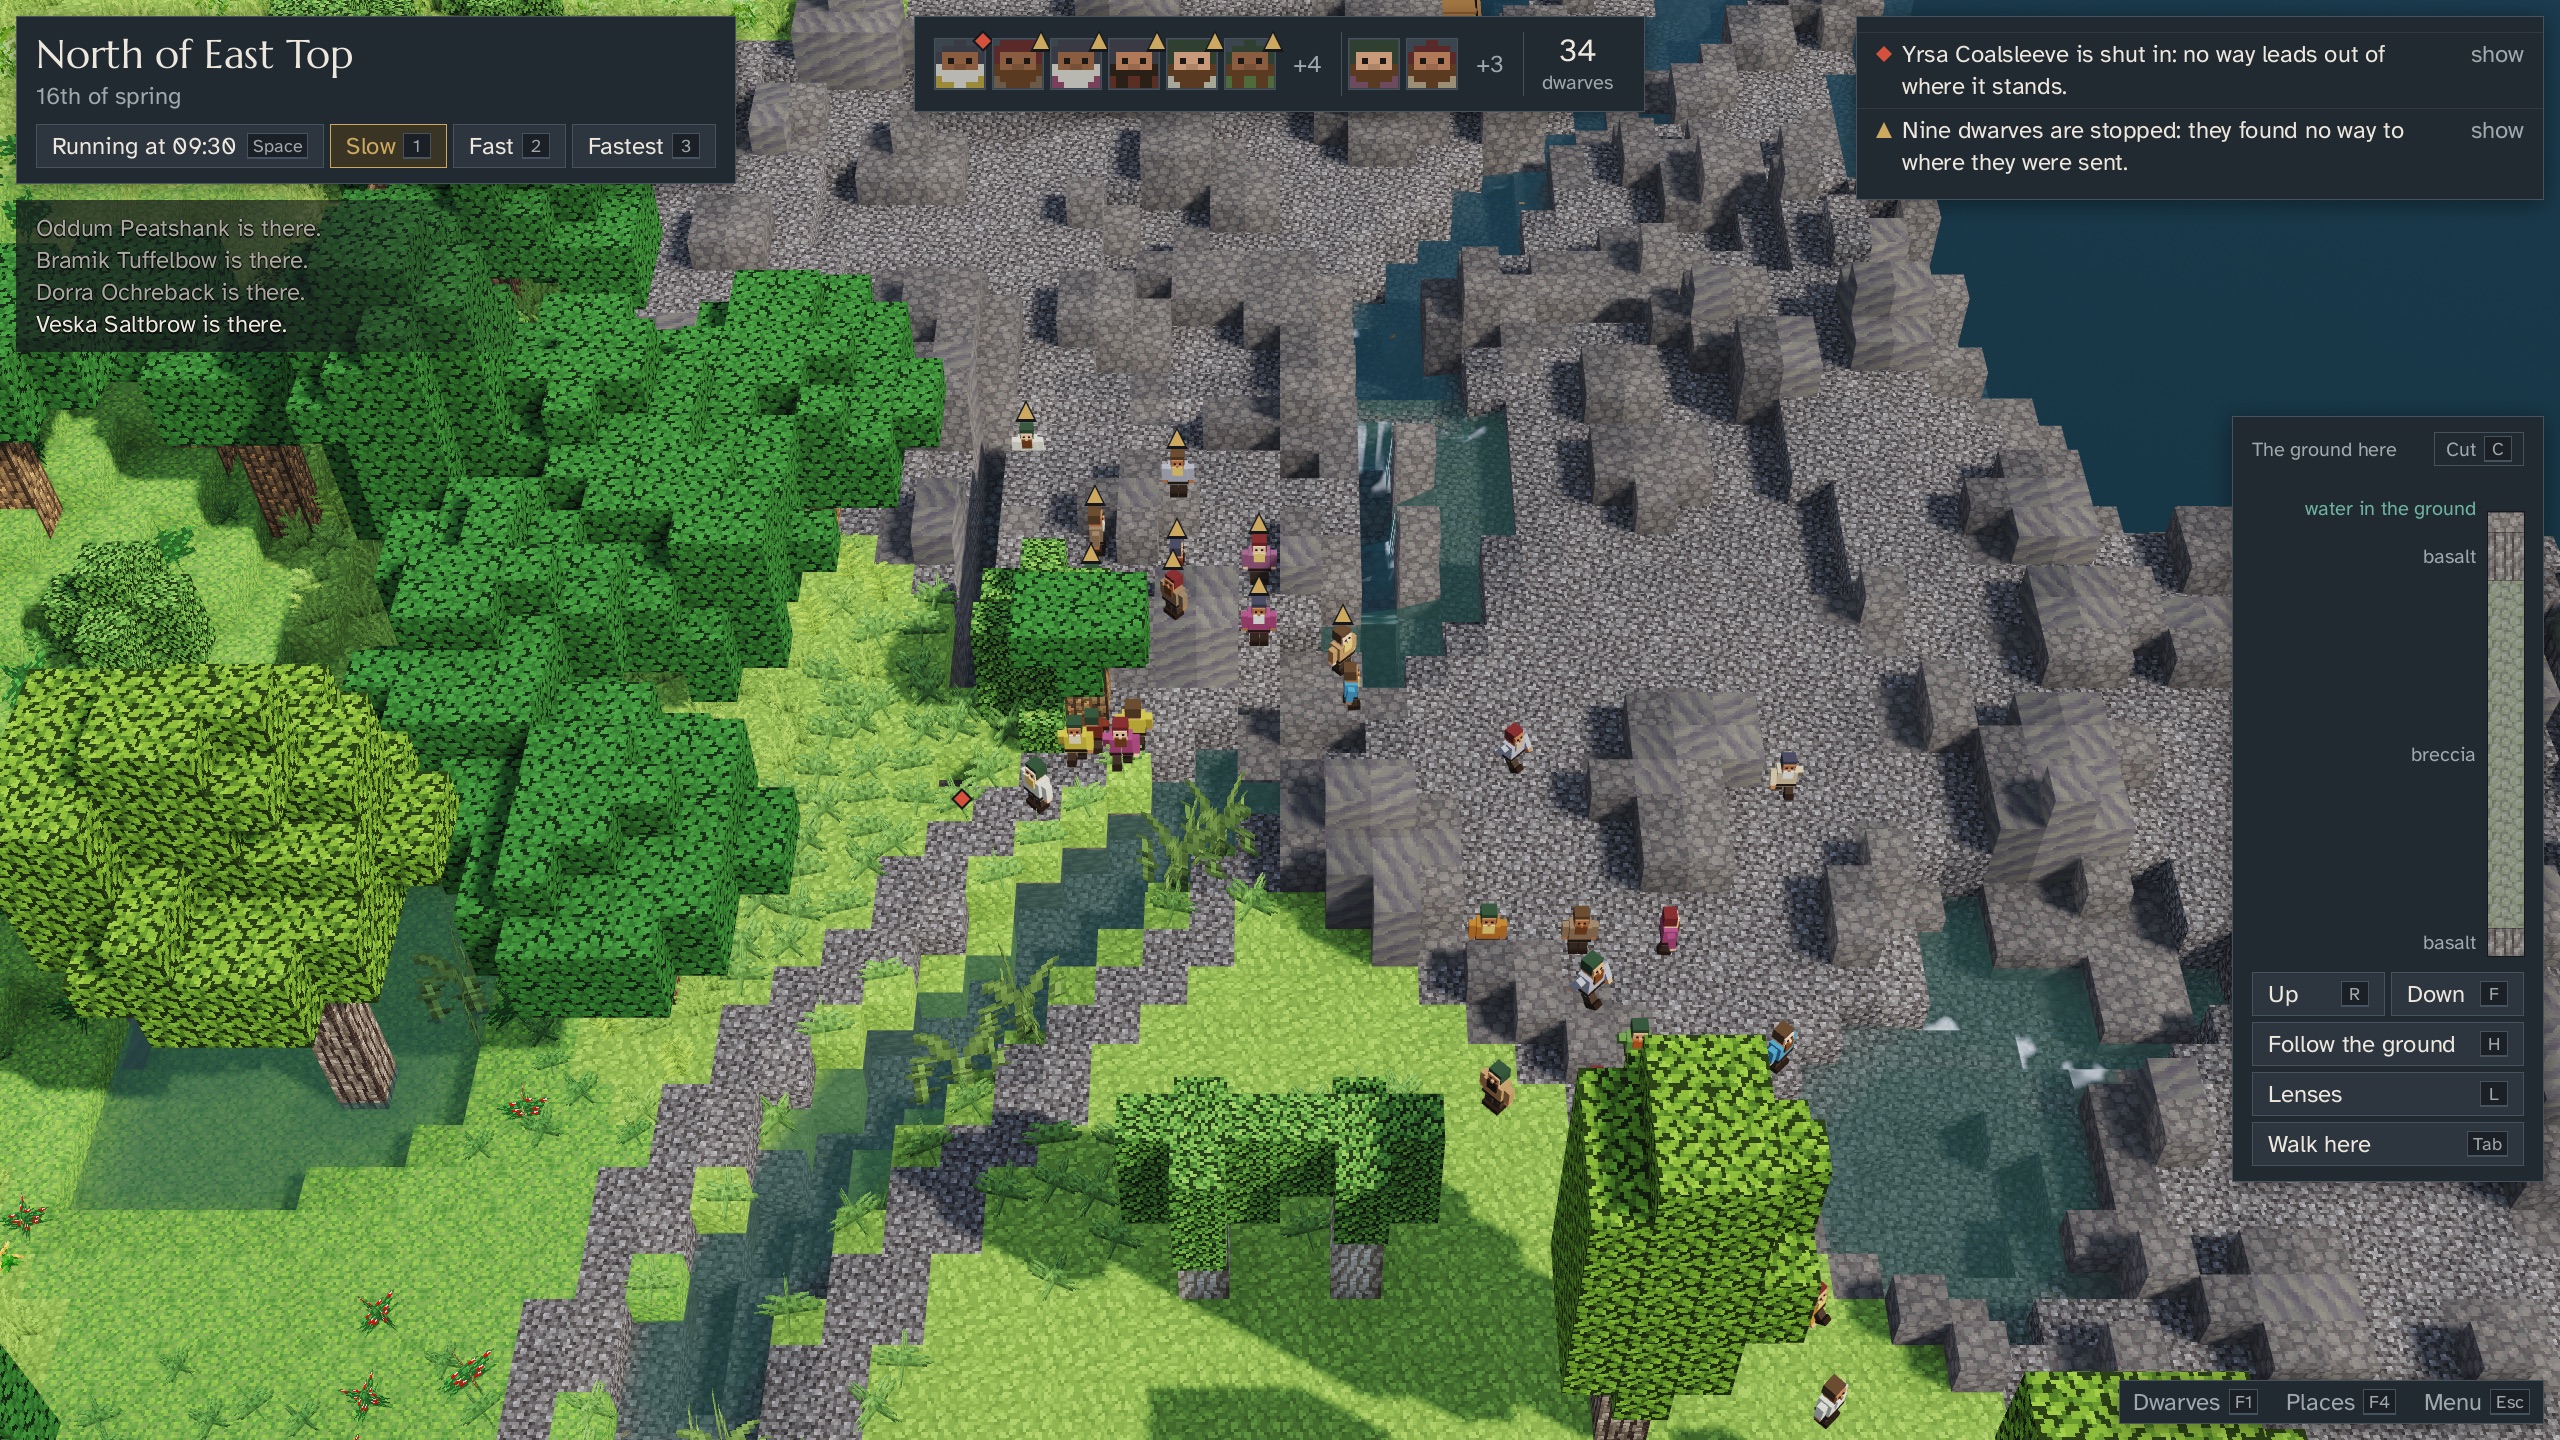 North of East Top
16th of spring
Running at 09:30 Space
Slow 1
Fast 2
Fastest 3
Oddum Peatshank is there.
Bramik Tuffelbow is there.
Dorra Ochreback is there.
Veska Saltbrow is there.
+4
+3
34
dwarves
Yrsa Coalsleeve is shut in: no way leads out of
where it stands.
show
Nine dwarves are stopped: they found no way to
where they were sent.
show
The ground here
Cut C
water in the ground
basalt
breccia
basalt
Up R
Down F
Follow the ground H
Lenses L
Walk here Tab
Dwarves F1
Places F4
Menu Esc